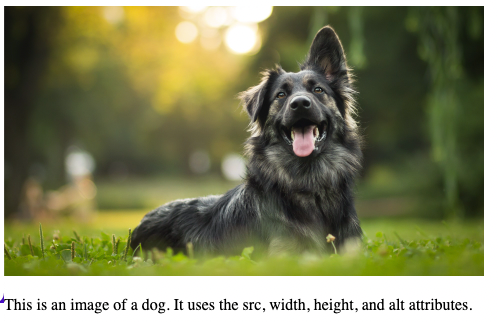 This is an image of a dog. It uses the src, width, height, and alt attributes.